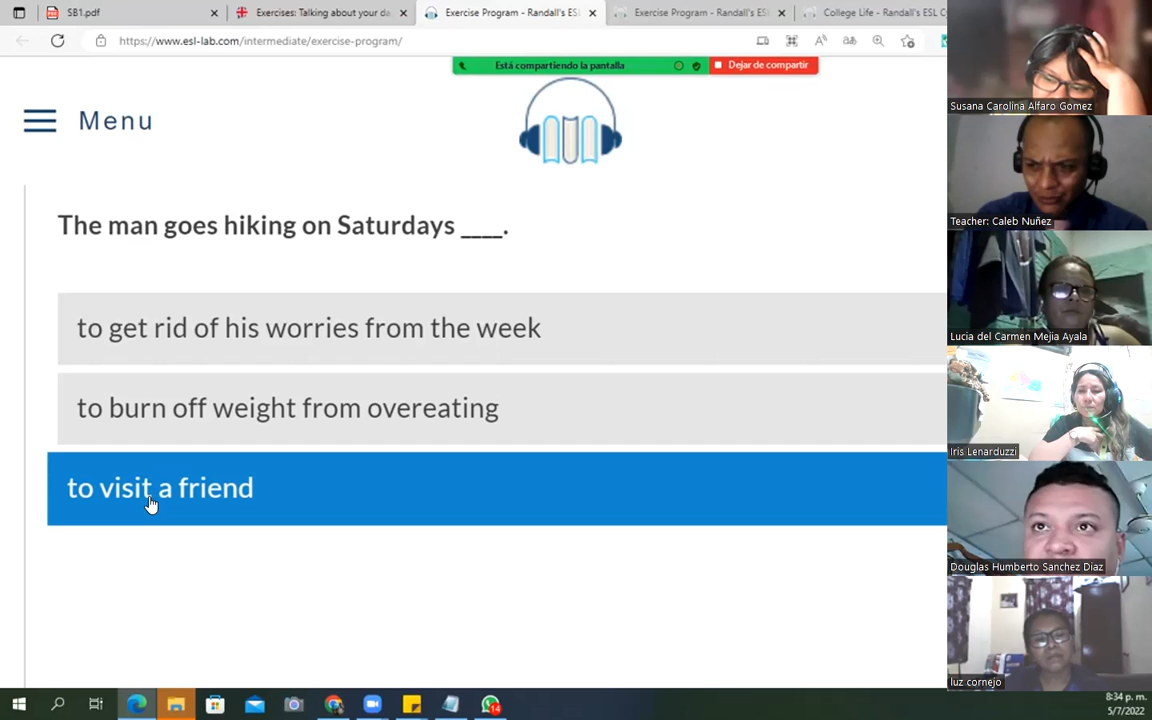 SB1.pdf
Exercises: Talking about your da
Exercise Program - Randall's ESL
Exercise Program - Randall's ESL
College Life - Randall's ESL Cy
https://www.esl-lab.com/intermediate/exercise-program/
Está compartiendo la pantalla
Dejar de compartir
Menu
The man goes hiking on Saturdays ____.
to get rid of his worries from the week
to burn off weight from overeating
to visit a friend
Susana Carolina Alfaro Gomez
Teacher: Caleb Nuñez
Lucia del Carmen Mejia Ayala
Iris Lenarduzzi
Douglas Humberto Sanchez Diaz
luz cornejo
14
8:34 p. m.
5/7/2022